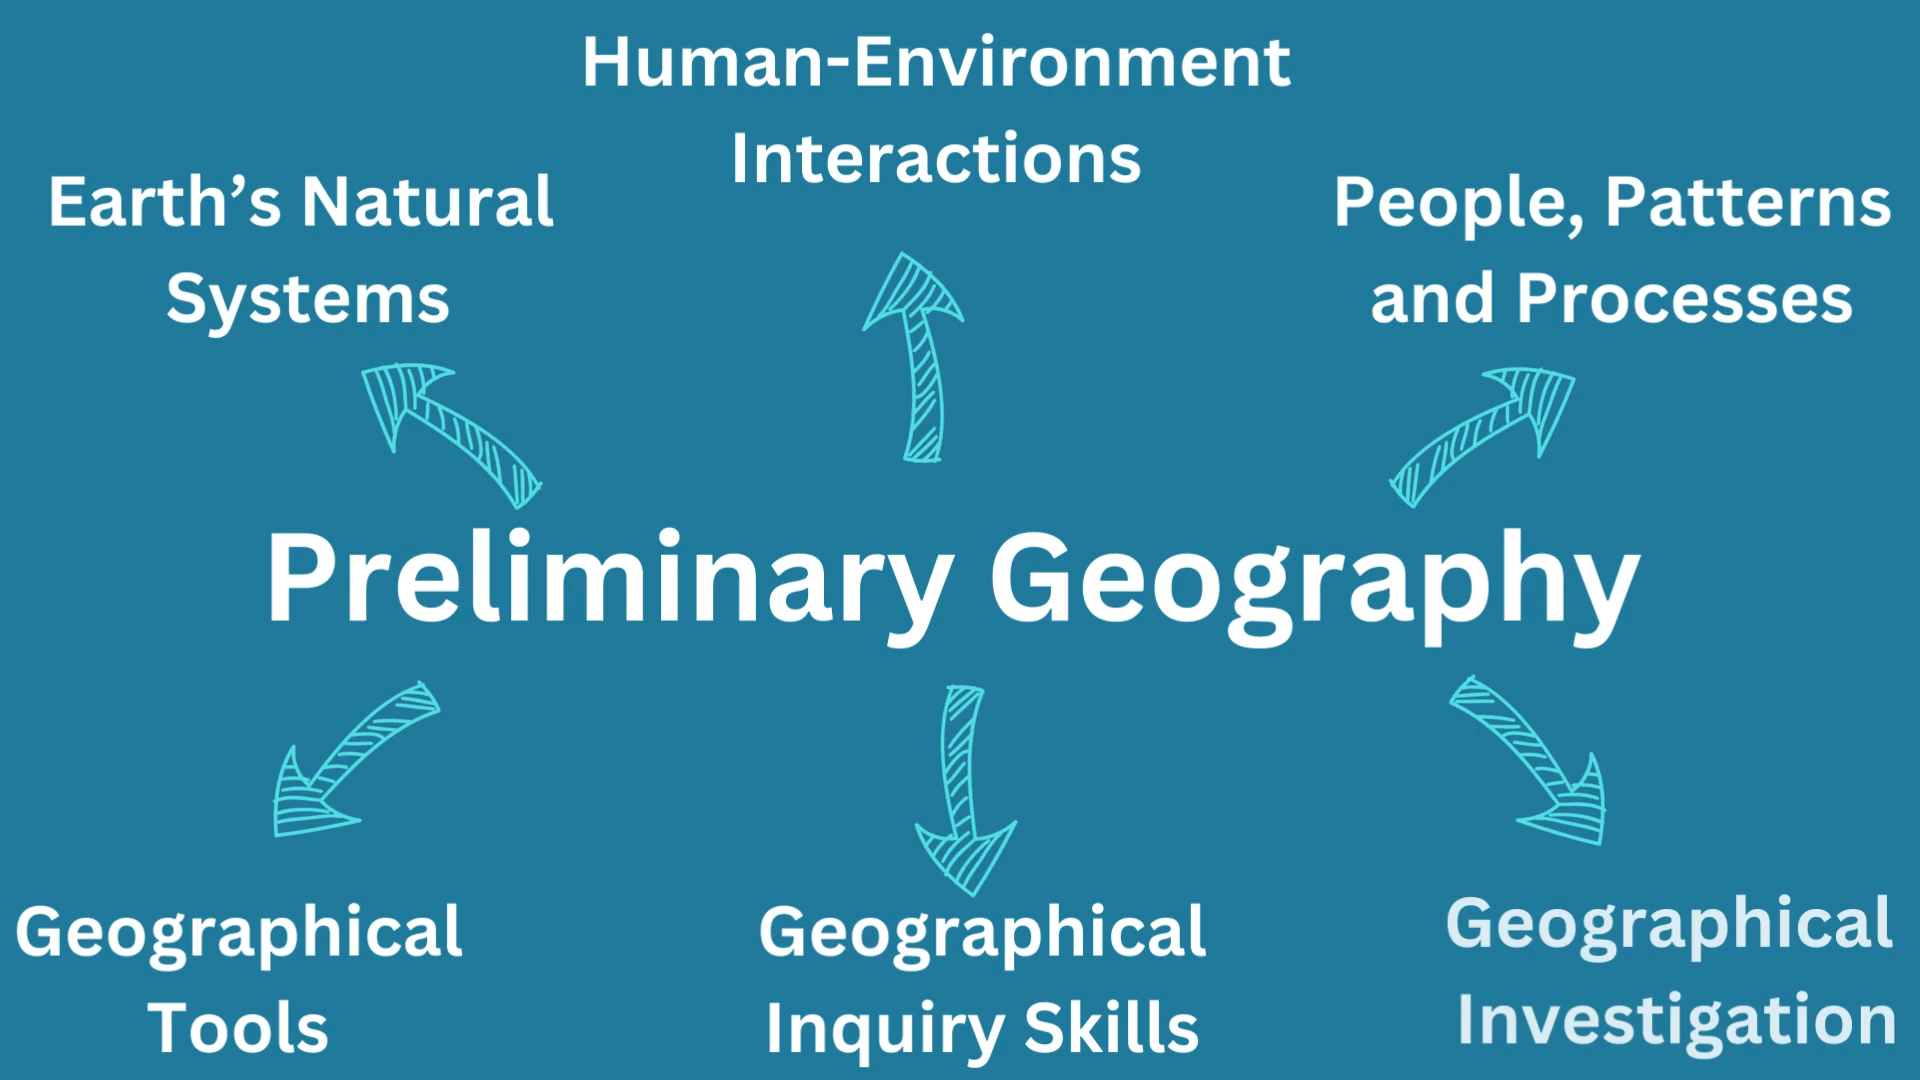 Human-Environment
Interactions
Earth’s Natural
Systems
People, Patterns
and Processes
Preliminary Geography
Geographical
Tools
Geographical
Inquiry Skills
Geographical
Investigation